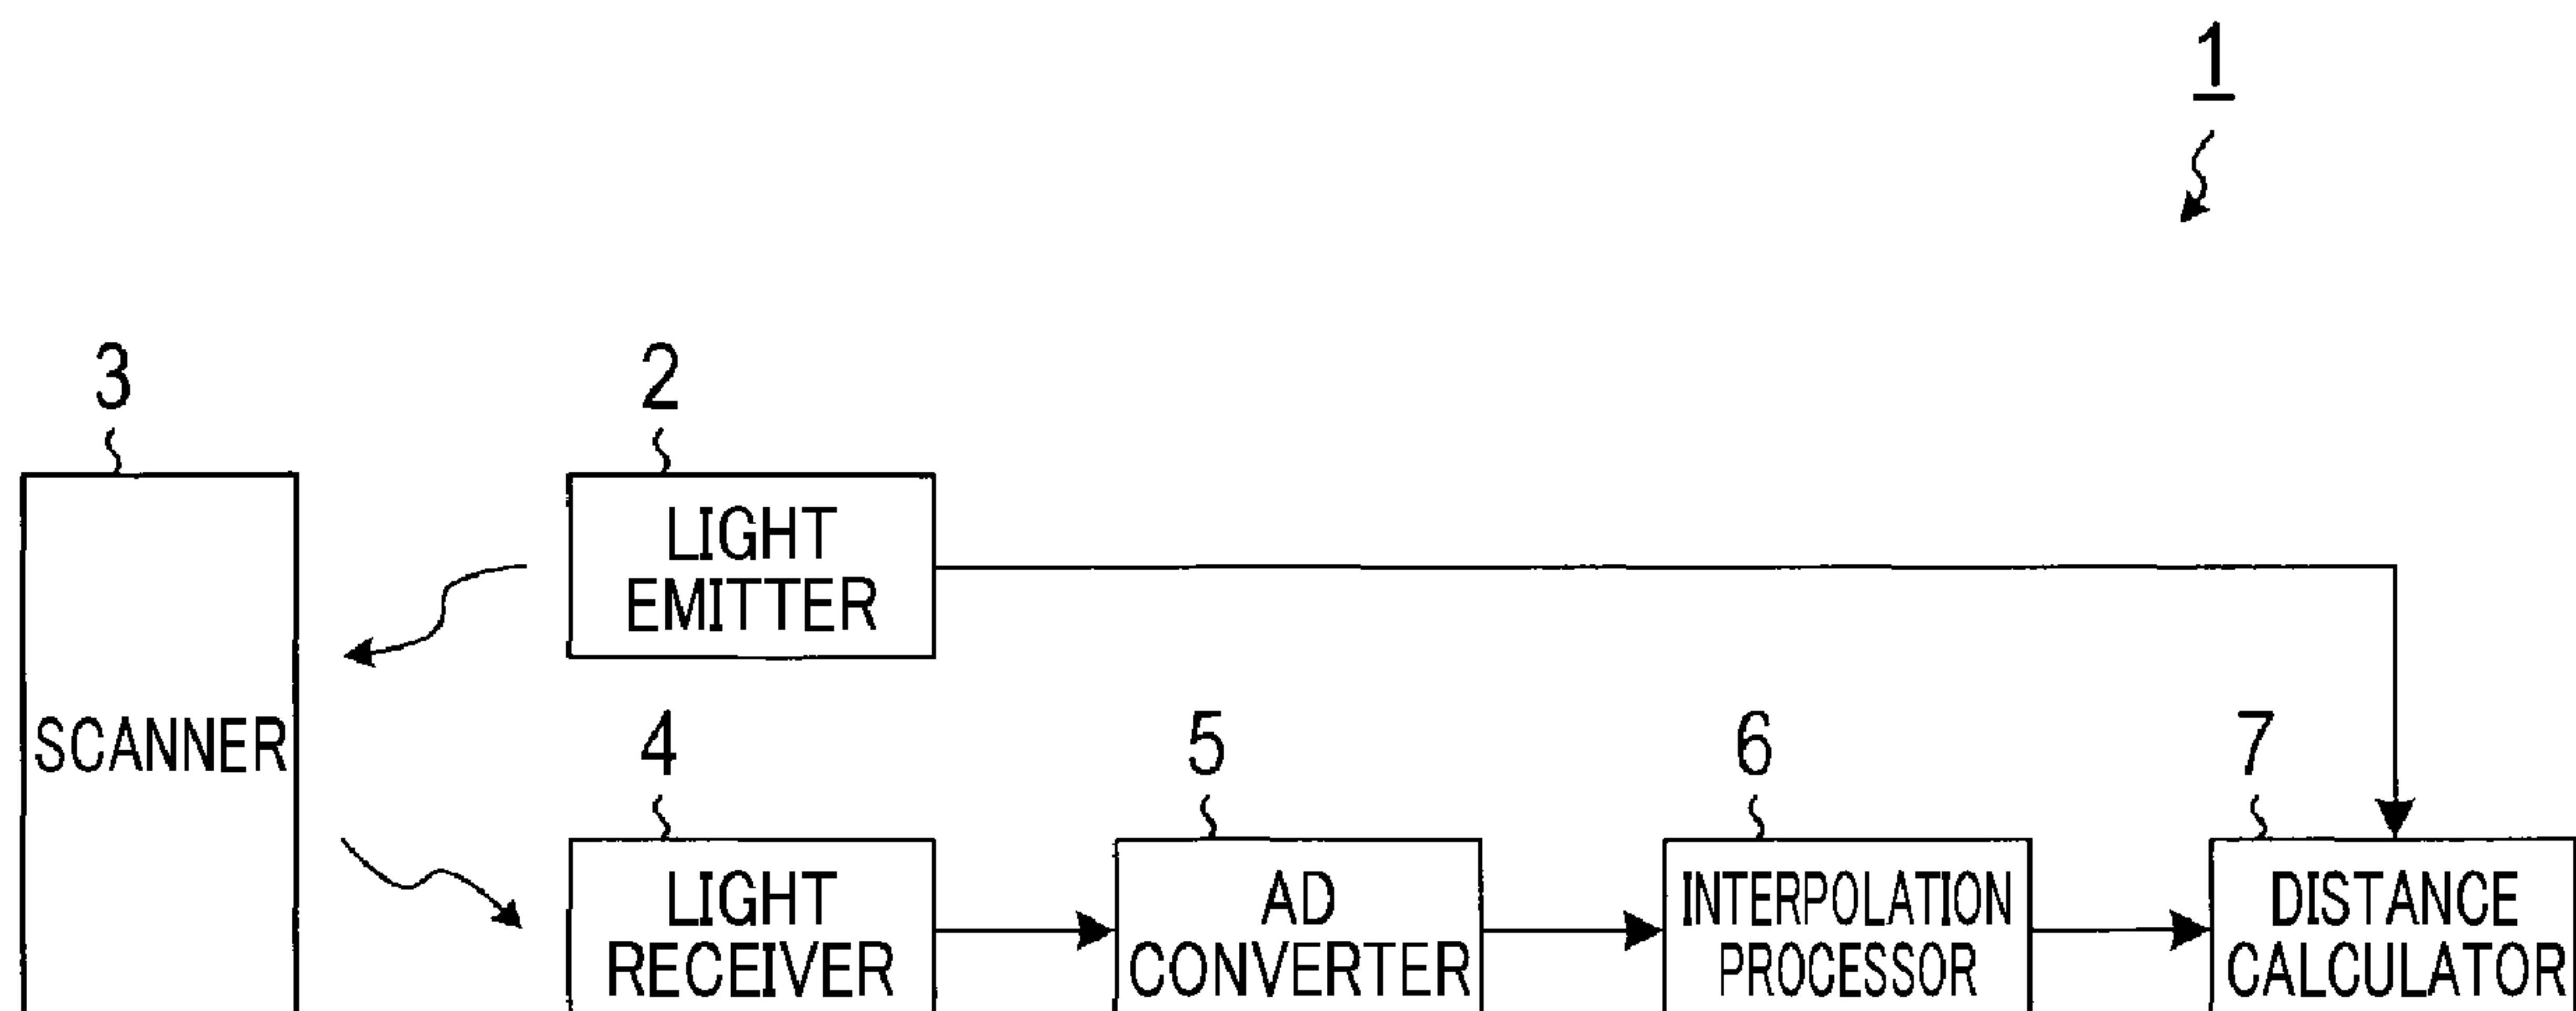 1
3
2
LIGHT
EMITTER
SCANNER
4
5
6
7
LIGHT
RECEIVER
AD
CONVERTER
INTERPOLATION
PROCESSOR
DISTANCE
CALCULATOR